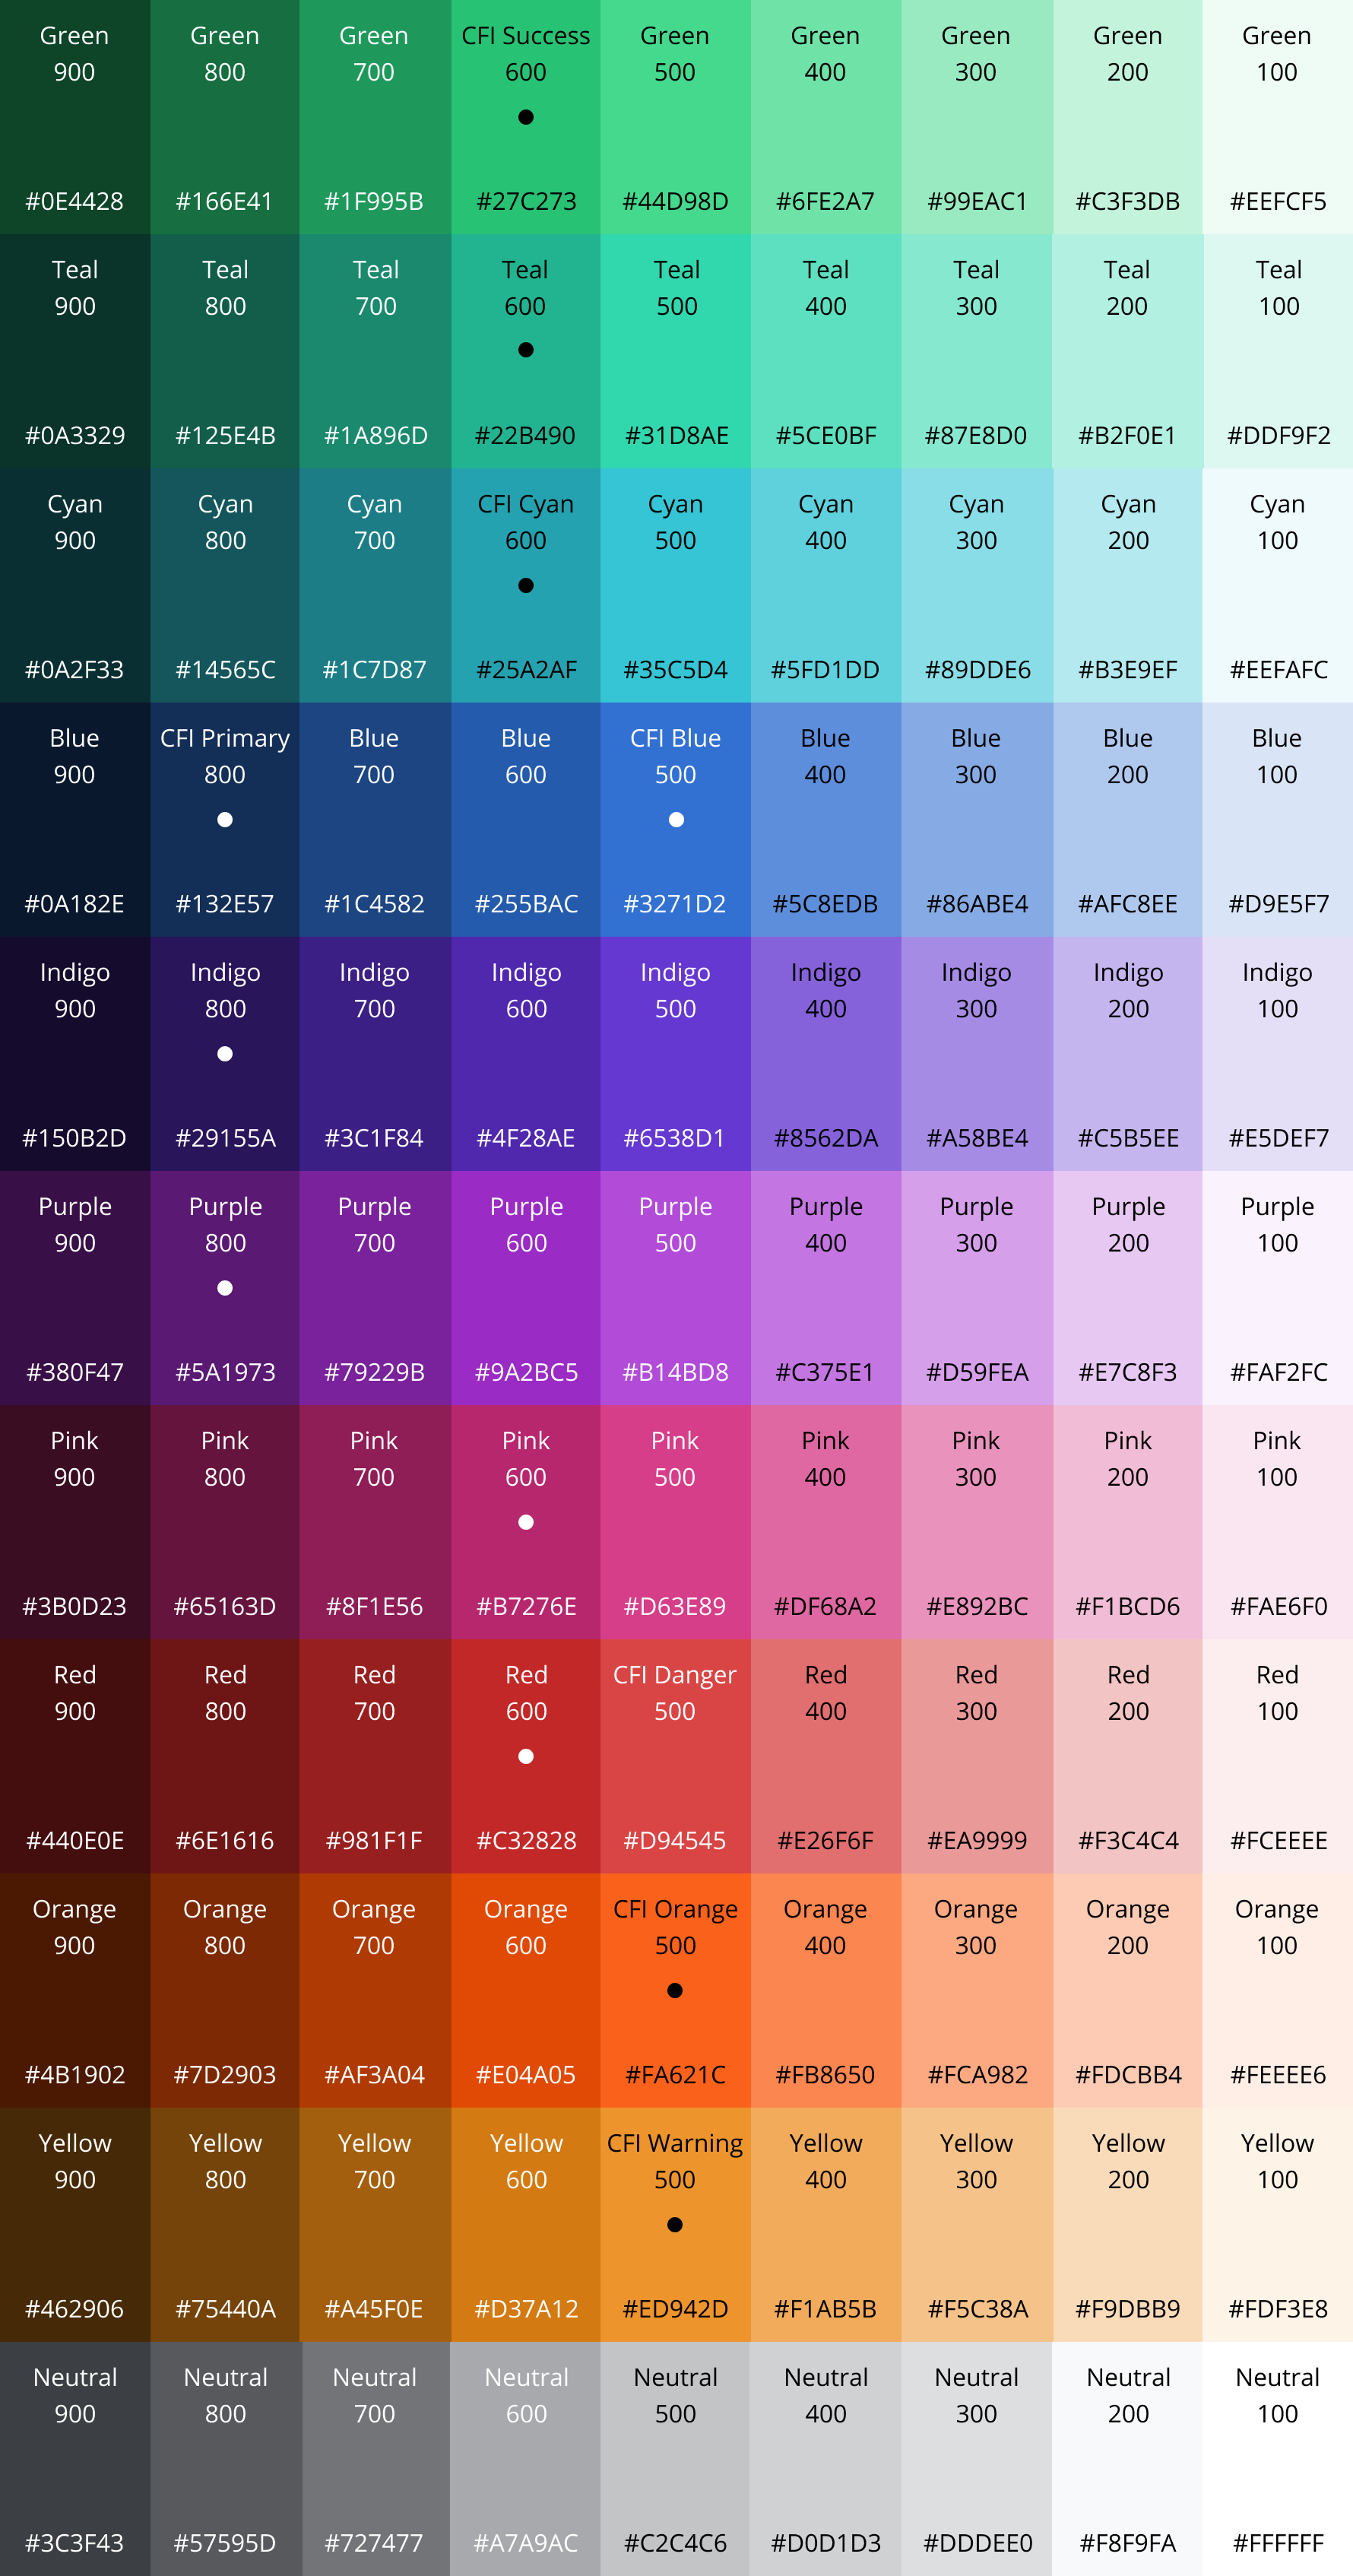 Green Green Green CFI Success Green Green Green Green Green
900 800 700 600 500 400 300 200 100
#0E4428 #166E41 #1F995B #27C273 #44D98D #6FE2A7 #99EAC1 #C3F3DB #EEFCF5
Teal Teal Teal Teal Teal Teal Teal Teal Teal
900 800 700 600 500 400 300 200 100
#0A3329 #125E4B #1A896D #22B490 #31D8AE #5CE0BF #87E8D0 #B2F0E1 #DDF9F2
Cyan Cyan Cyan CFI Cyan Cyan Cyan Cyan Cyan Cyan
900 800 700 600 500 400 300 200 100
#0A2F33 #14565C #1C7D87 #25A2AF #35C5D4 #5FD1DD #89DDE6 #B3E9EF #EEFAFC
Blue CFI Primary Blue Blue CFI Blue Blue Blue Blue Blue
900 800 700 600 500 400 300 200 100
#0A182E #132E57 #1C4582 #255BAC #3271D2 #5C8EDB #86ABE4 #AFC8EE #D9E5F7
Indigo Indigo Indigo Indigo Indigo Indigo Indigo Indigo Indigo
900 800 700 600 500 400 300 200 100
#150B2D #29155A #3C1F84 #4F28AE #6538D1 #8562DA #A58BE4 #C5B5EE #E5DEF7
Purple Purple Purple Purple Purple Purple Purple Purple Purple
900 800 700 600 500 400 300 200 100
#380F47 #5A1973 #79229B #9A2BC5 #B14BD8 #C375E1 #D59FEA #E7C8F3 #FAF2FC
Pink Pink Pink Pink Pink Pink Pink Pink Pink
900 800 700 600 500 400 300 200 100
#3B0D23 #65163D #8F1E56 #B7276E #D63E89 #DF68A2 #E892BC #F1BCD6 #FAE6F0
Red Red Red Red CFI Danger Red Red Red Red
900 800 700 600 500 400 300 200 100
#440E0E #6E1616 #981F1F #C32828 #D94545 #E26F6F #EA9999 #F3C4C4 #FCEEEE
Orange Orange Orange Orange CFI Orange Orange Orange Orange Orange
900 800 700 600 500 400 300 200 100
#4B1902 #7D2903 #AF3A04 #E04A05 #FA621C #FB8650 #FCA982 #FDCBB4 #FEEEE6
Yellow Yellow Yellow Yellow CFI Warning Yellow Yellow Yellow Yellow
900 800 700 600 500 400 300 200 100
#462906 #75440A #A45F0E #D37A12 #ED942D #F1AB5B #F5C38A #F9DBB9 #FDF3E8
Neutral Neutral Neutral Neutral Neutral Neutral Neutral Neutral Neutral
900 800 700 600 500 400 300 200 100
#3C3F43 #57595D #727477 #A7A9AC #C2C4C6 #D0D1D3 #DDDEE0 #F8F9FA #FFFFFF